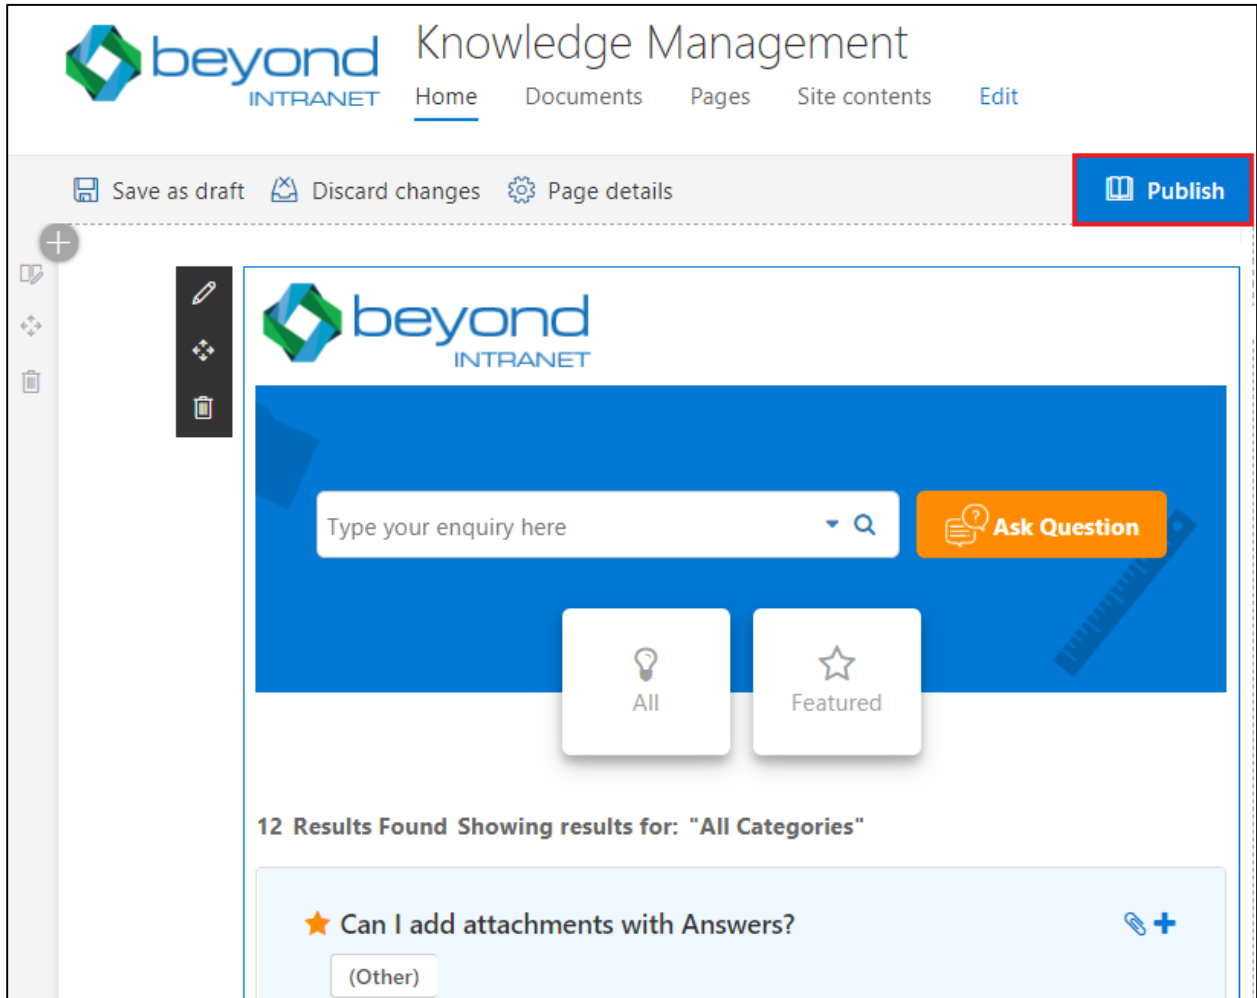 beyond
INTRANET
Knowledge Management
Home Documents Pages Site contents Edit
Save as draft Discard changes Page details Publish
beyond
INTRANET
Type your enquiry here
Ask Question
All Featured
12 Results Found Showing results for: "All Categories"
Can I add attachments with Answers?
(Other)